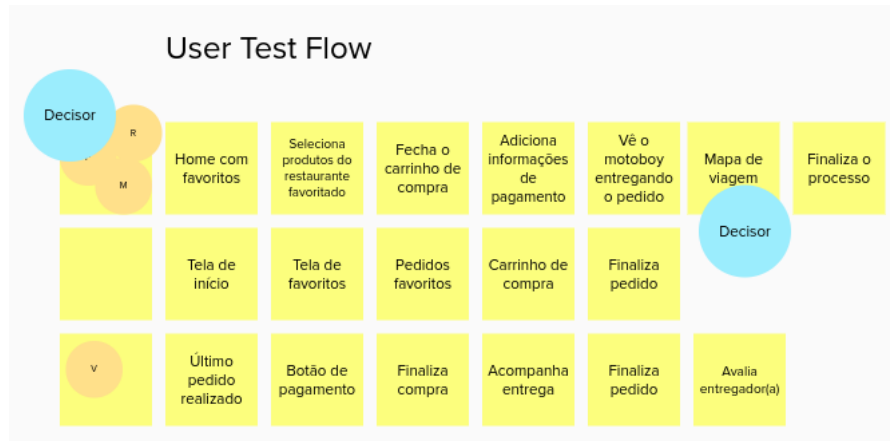 User Test Flow
Decisor
R
M
Home com
favoritos
Seleciona
produtos do
restaurante
favoritado
Fecha o
carrinho de
compra
Adiciona
informações
de
pagamento
Vê o
motoboy
entregando
o pedido
Mapa de
viagem
Finaliza o
processo
Decisor
Tela de
início
Tela de
favoritos
Pedidos
favoritos
Carrinho de
compra
Finaliza
pedido
V
Último
pedido
realizado
Botão de
pagamento
Finaliza
compra
Acompanha
entrega
Finaliza
pedido
Avalia
entregador(a)